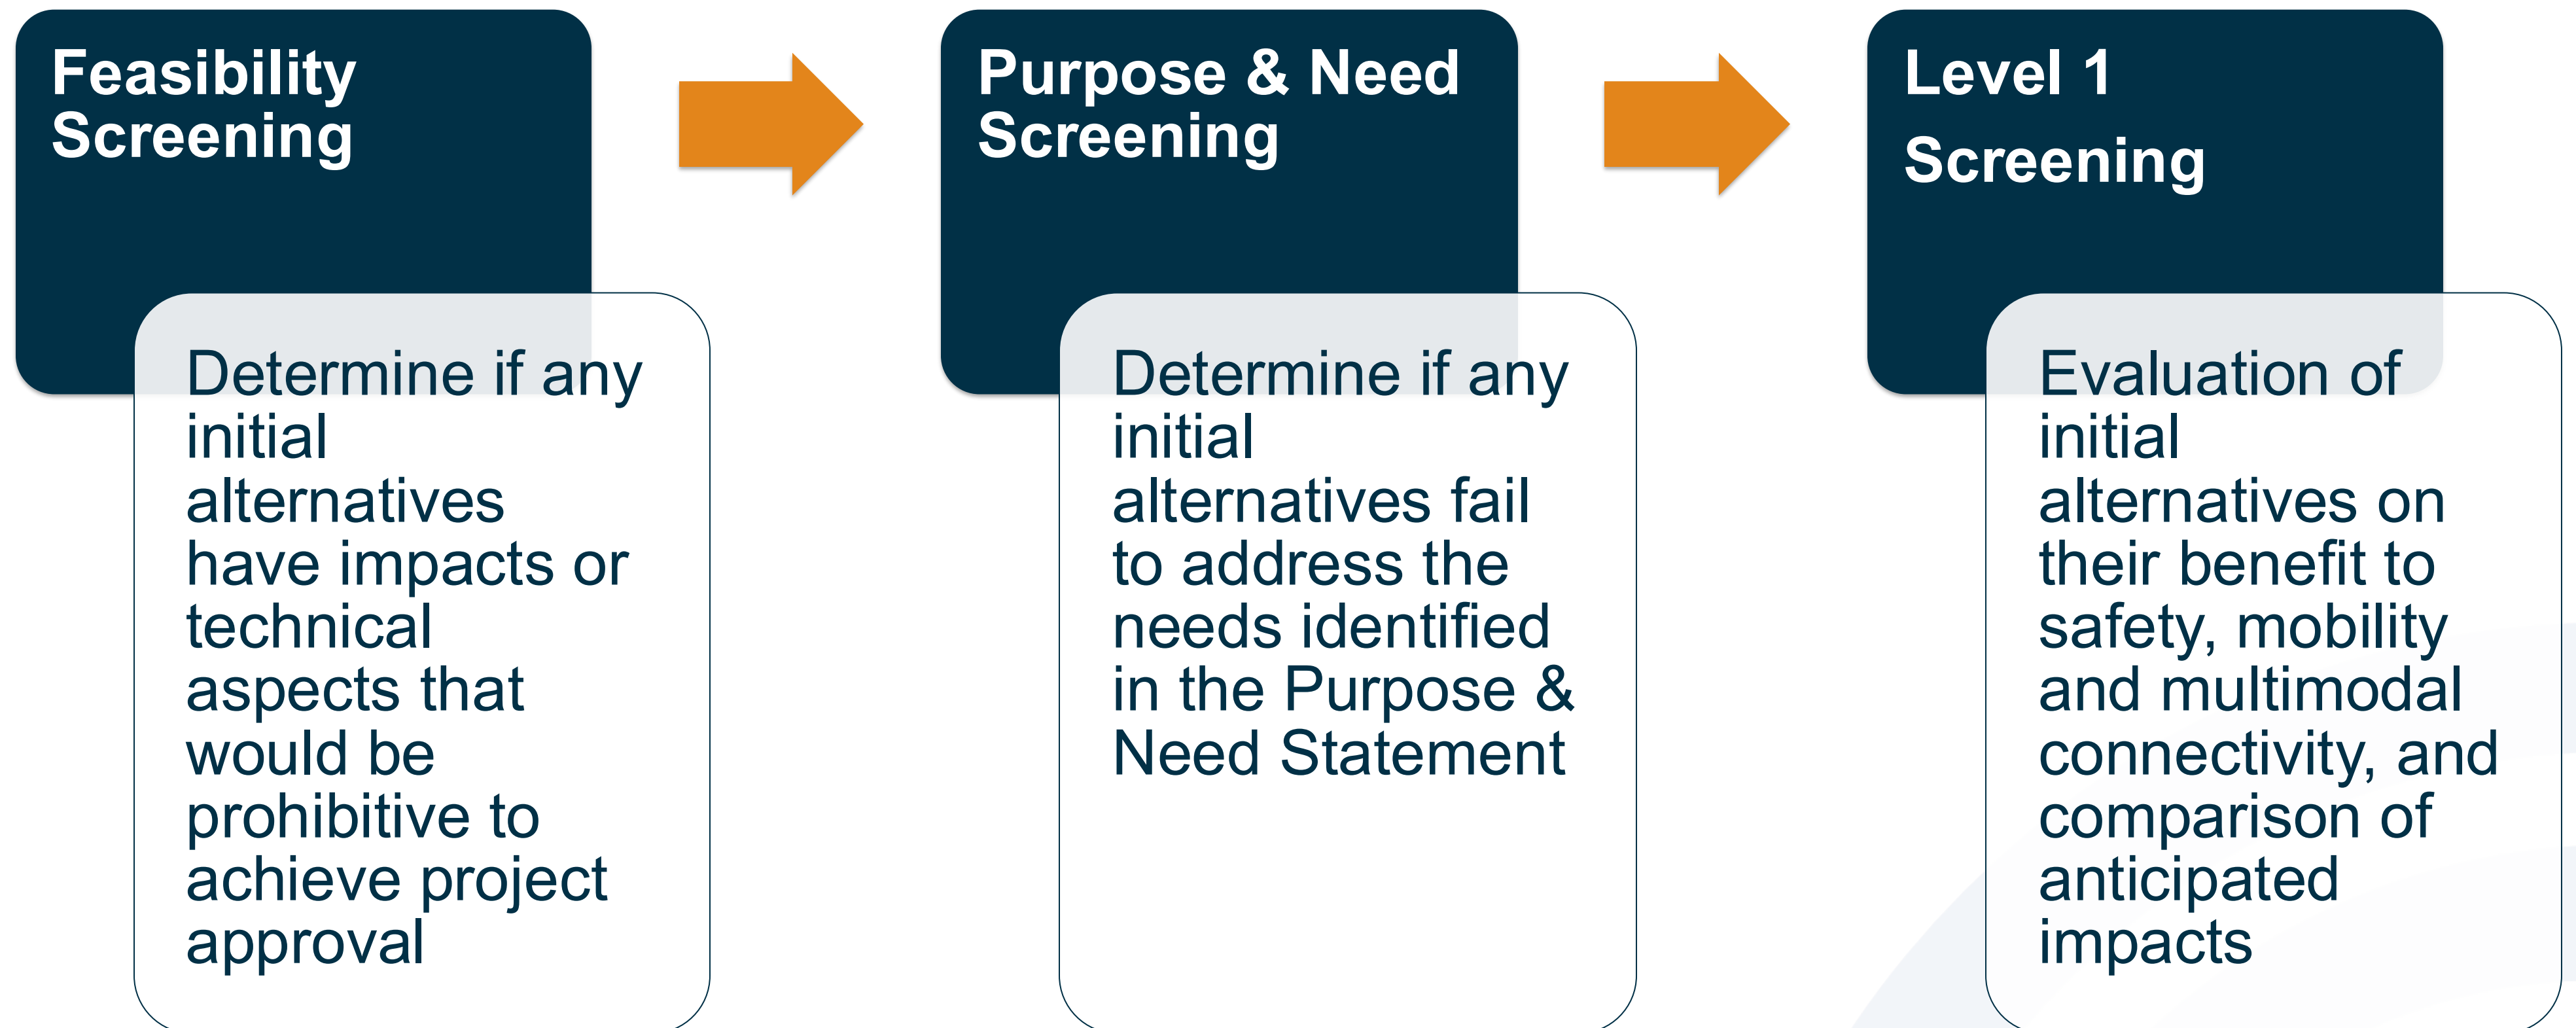 Feasibility
Screening
Determine if any
initial
alternatives
have impacts or
technical
aspects that
would be
prohibitive to
achieve project
approval
Purpose & Need
Screening
Determine if any
initial
alternatives fail
to address the
needs identified
in the Purpose &
Need Statement
Level 1
Screening
Evaluation of
initial
alternatives on
their benefit to
safety, mobility
and multimodal
connectivity, and
comparison of
anticipated
impacts